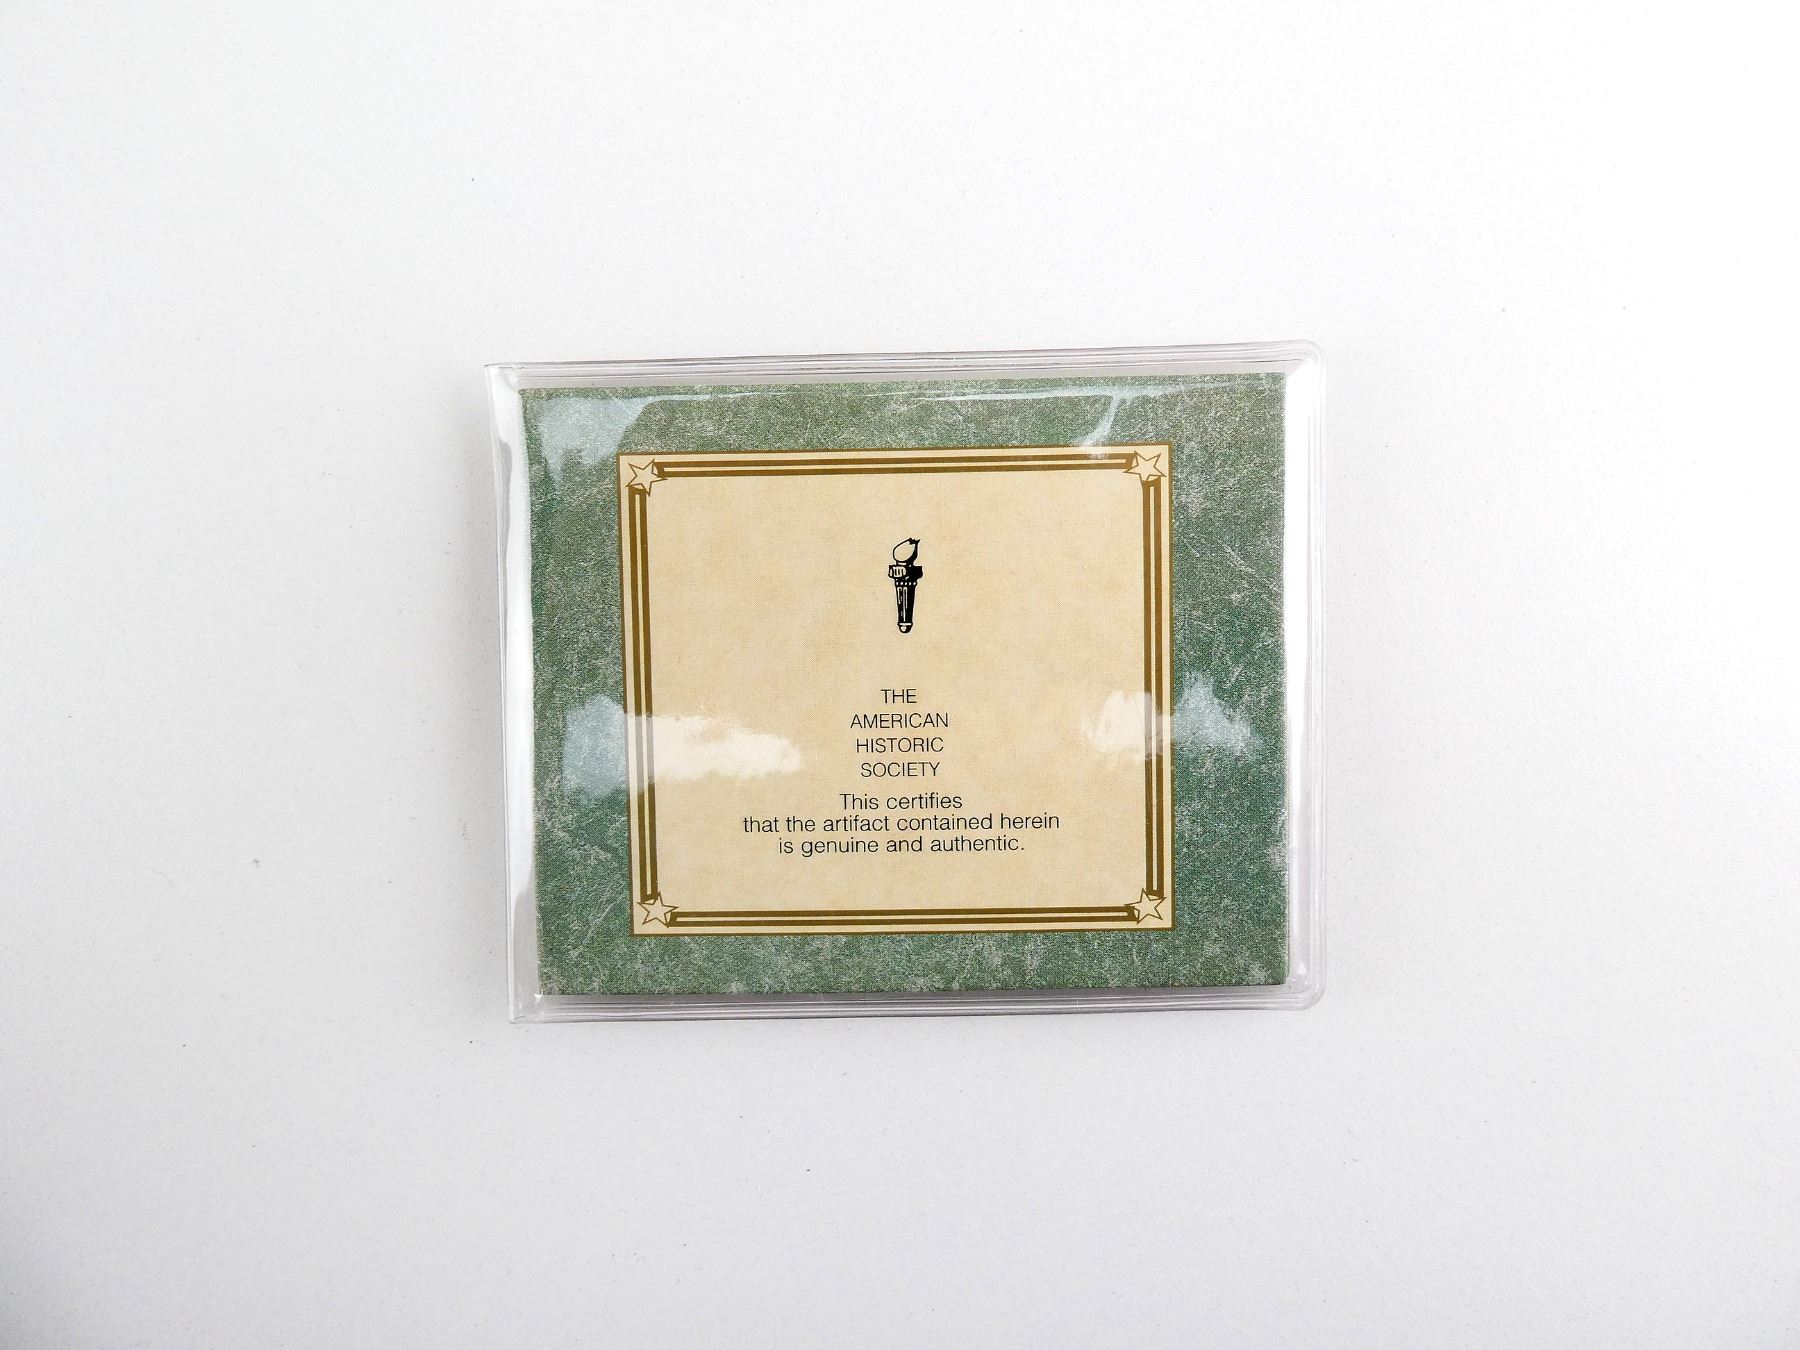 THE
AMERICAN
HISTORIC
SOCIETY
This certifies
that the artifact contained herein
is genuine and authentic.